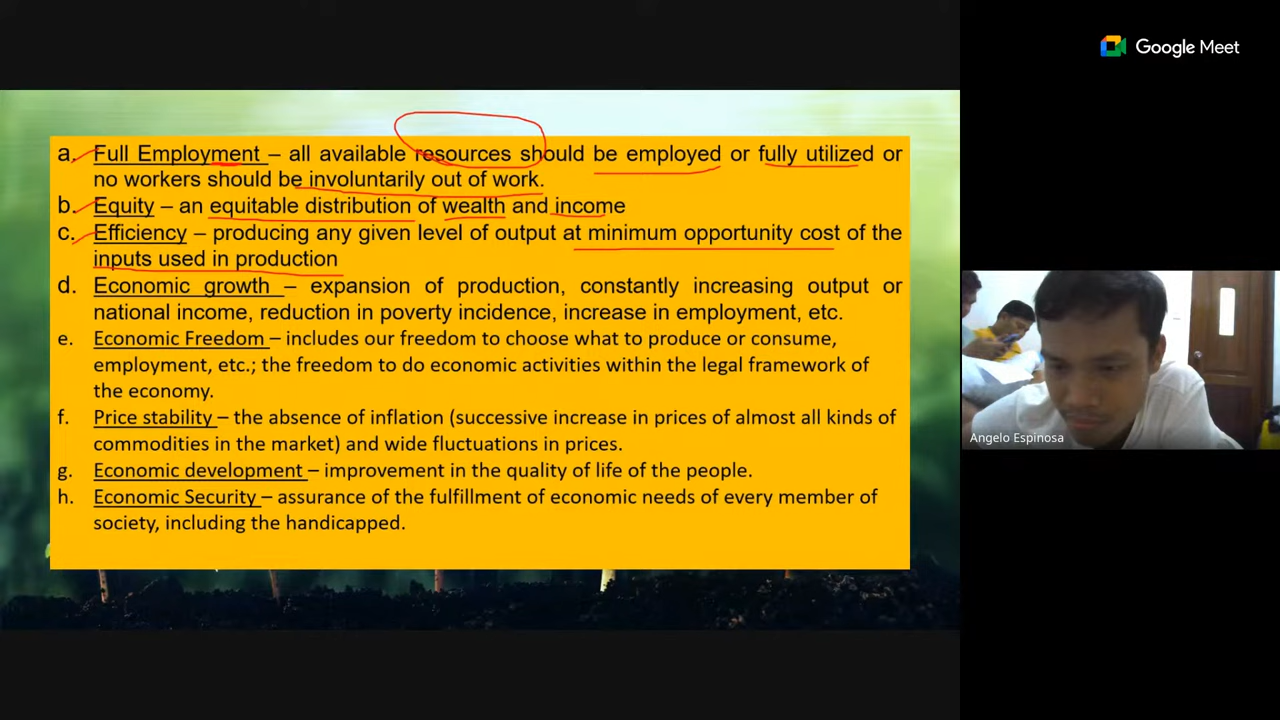 Google Meet
a. Full Employment – all available resources should be employed or fully utilized or
no workers should be involuntarily out of work.
b. Equity – an equitable distribution of wealth and income
c. Efficiency – producing any given level of output at minimum opportunity cost of the
inputs used in production
d. Economic growth – expansion of production, constantly increasing output or
national income, reduction in poverty incidence, increase in employment, etc.
e. Economic Freedom – includes our freedom to choose what to produce or consume,
employment, etc.; the freedom to do economic activities within the legal framework of
the economy.
f. Price stability – the absence of inflation (successive increase in prices of almost all kinds of
commodities in the market) and wide fluctuations in prices.
g. Economic development – improvement in the quality of life of the people.
h. Economic Security – assurance of the fulfillment of economic needs of every member of
society, including the handicapped.
Angelo Espinosa